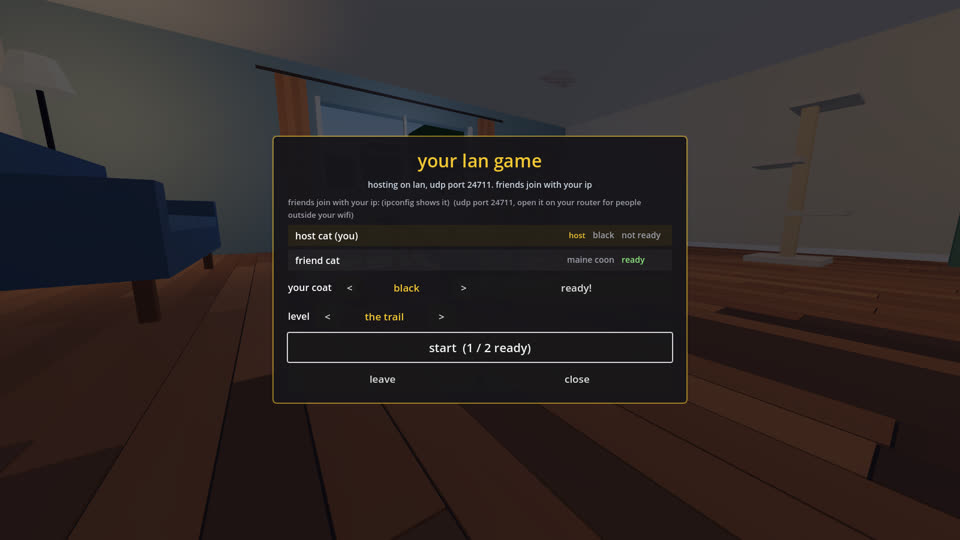 your lan game
hosting on lan, udp port 24711. friends join with your ip
friends join with your ip: (ipconfig shows it)  (udp port 24711, open it on your router for people
outside your wifi)
host cat (you) host black not ready
friend cat maine coon ready
your coat < black > ready!
level < the trail >
start  (1 / 2 ready)
leave close